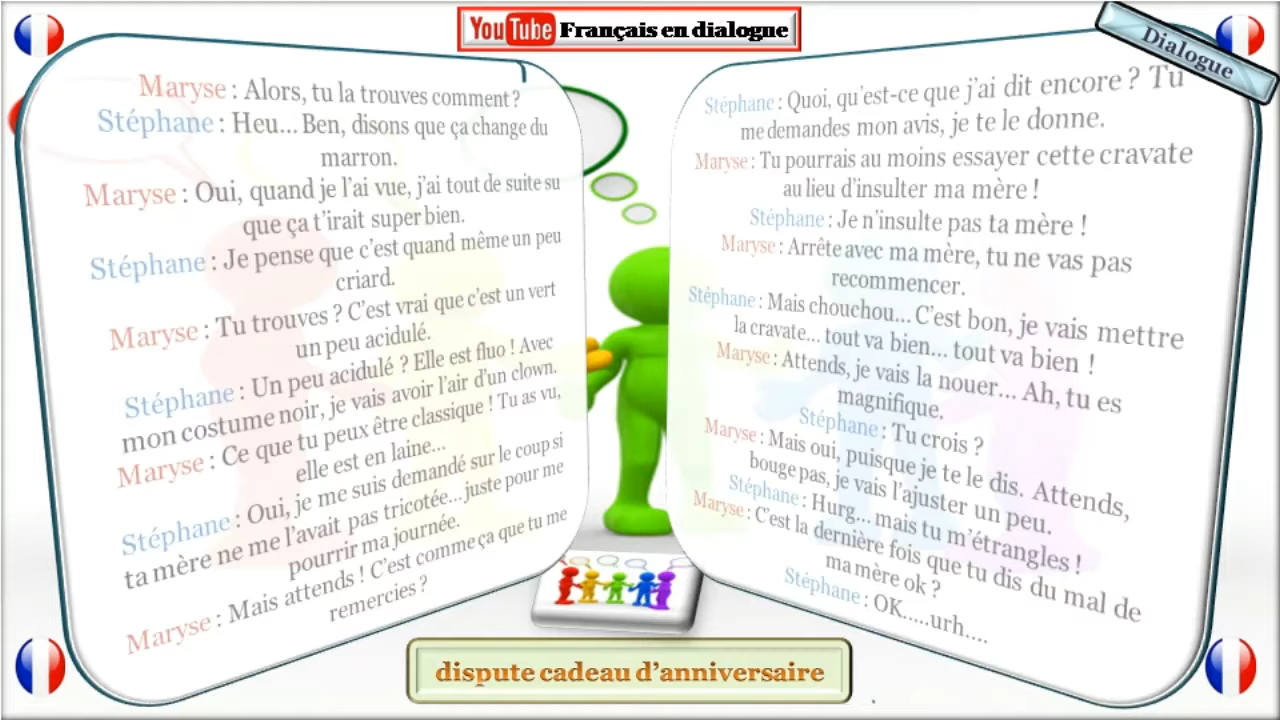 YouTube Français en dialogue
Dialogue
Maryse : Alors, tu la trouves comment ?
Stéphane : Heu... Ben, disons que ça change du
marron.
Maryse : Oui, quand je l'ai vue, j'ai tout de suite su
que ça t'irait super bien.
Stéphane : Je pense que c'est quand même un peu
criard.
Maryse : Tu trouves ? C'est vrai que c'est un vert
un peu acidulé.
Stéphane : Un peu acidulé ? Elle est fluo ! Avec
mon costume noir, je vais avoir l'air d'un clown.
Maryse : Ce que tu peux être classique ! Tu as vu,
elle est en laine...
Stéphane : Oui, je me suis demandé sur le coup si
ta mère ne me l'avait pas tricotée... juste pour me
pourrir ma journée.
Maryse : Mais attends ! C'est comme ça que tu me
remercies ?
Stéphane : Quoi, qu'est-ce que j'ai dit encore ? Tu
me demandes mon avis, je te le donne.
Maryse : Tu pourrais au moins essayer cette cravate
au lieu d'insulter ma mère !
Stéphane : Je n'insulte pas ta mère !
Maryse : Arrête avec ma mère, tu ne vas pas
recommencer.
Stéphane : Mais chouchou... C'est bon, je vais mettre
la cravate... tout va bien... tout va bien !
Maryse : Attends, je vais la nouer... Ah, tu es
magnifique.
Stéphane : Tu crois ?
Maryse : Mais oui, puisque je te le dis. Attends,
bouge pas, je vais l'ajuster un peu.
Stéphane : Hurg... mais tu m'étrangles !
Maryse : C'est la dernière fois que tu dis du mal de
ma mère ok ?
Stéphane : OK.....urh....
dispute cadeau d'anniversaire